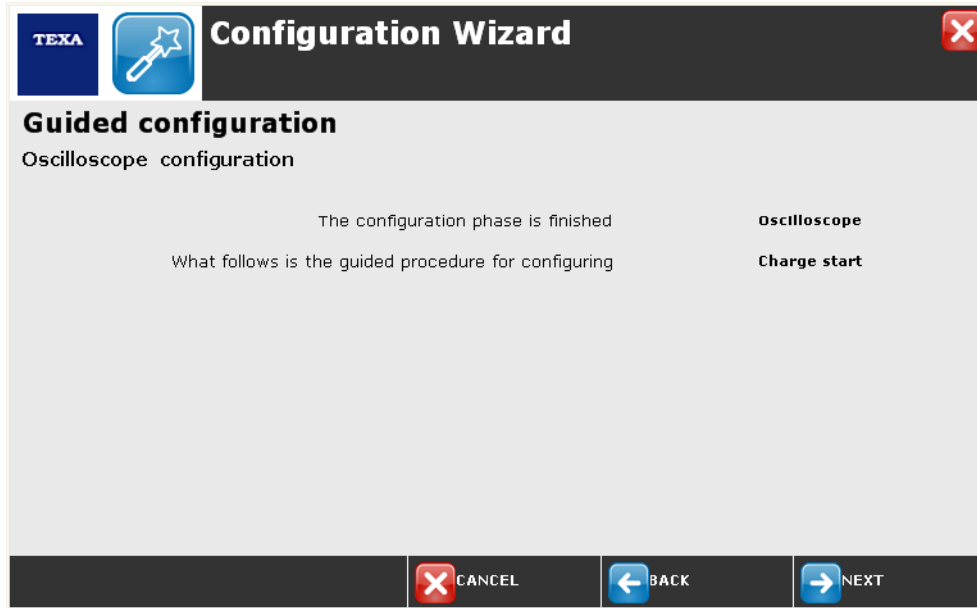 TEXA
Configuration Wizard
Guided configuration
Oscilloscope configuration
The configuration phase is finished Oscilloscope
What follows is the guided procedure for configuring Charge start
CANCEL BACK NEXT